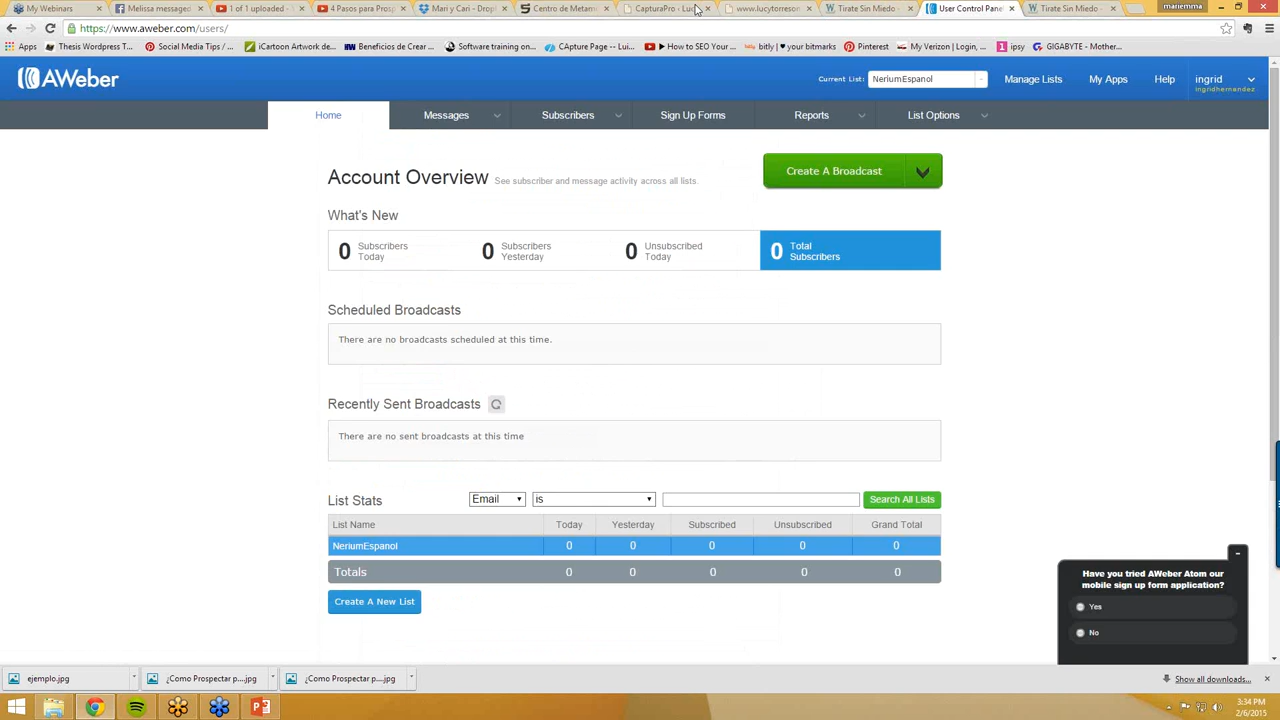 My Webinars
Melissa messaged
1 of 1 uploaded -
4 Pasos para Prosp
Mari y Cari - Dropl
Centro de Metam
CapturaPro ‹ Luc
www.lucytorreson
Tirate Sin Miedo
User Control Pane
Tirate Sin Miedo
mariemma
https://www.aweber.com/users/
Apps
Thesis Wordpress T...
Social Media Tips / ...
iCartoon Artwork de...
Beneficios de Crear ...
Software training on...
CApture Page -- Lui...
How to SEO Your ...
bitly | ♥ your bitmarks
Pinterest
My Verizon | Login, ...
ipsy
GIGABYTE - Mother...
AWeber
Current List:
NeriumEspanol
Manage Lists
My Apps
Help
ingrid
ingridhernandez
Home
Messages
Subscribers
Sign Up Forms
Reports
List Options
Account Overview
See subscriber and message activity across all lists.
Create A Broadcast
What's New
0 Subscribers Today
0 Subscribers Yesterday
0 Unsubscribed Today
0 Total Subscribers
Scheduled Broadcasts
There are no broadcasts scheduled at this time.
Recently Sent Broadcasts
There are no sent broadcasts at this time
List Stats
Email
is
Search All Lists
List Name Today Yesterday Subscribed Unsubscribed Grand Total
NeriumEspanol 0 0 0 0 0
Totals 0 0 0 0 0
Create A New List
Have you tried AWeber Atom our
mobile sign up form application?
Yes
No
ejemplo.jpg
¿Como Prospectar p....jpg
¿Como Prospectar p....jpg
Show all downloads...
3:34 PM
2/6/2015